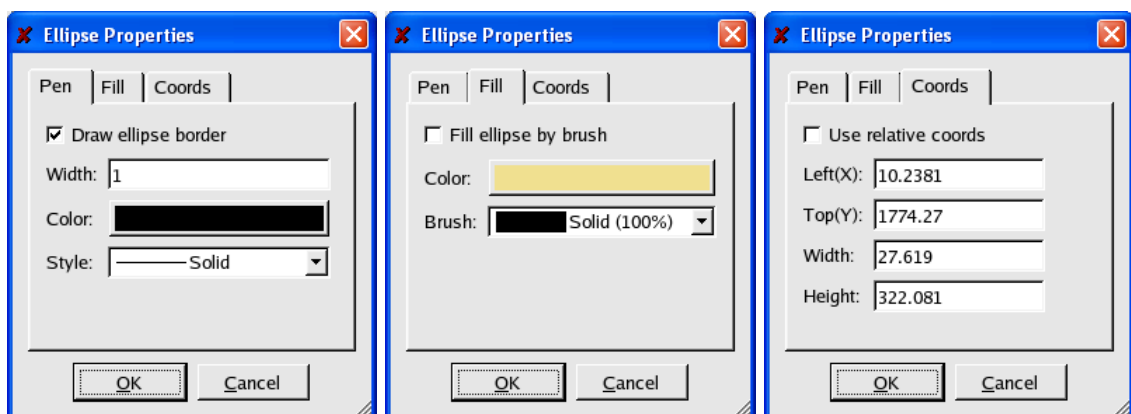 Ellipse Properties
Pen Fill Coords
Draw ellipse border
Width: 1
Color:
Style: Solid
OK Cancel
Ellipse Properties
Pen Fill Coords
Fill ellipse by brush
Color:
Brush: Solid (100%)
OK Cancel
Ellipse Properties
Pen Fill Coords
Use relative coords
Left(X): 10.2381
Top(Y): 1774.27
Width: 27.619
Height: 322.081
OK Cancel